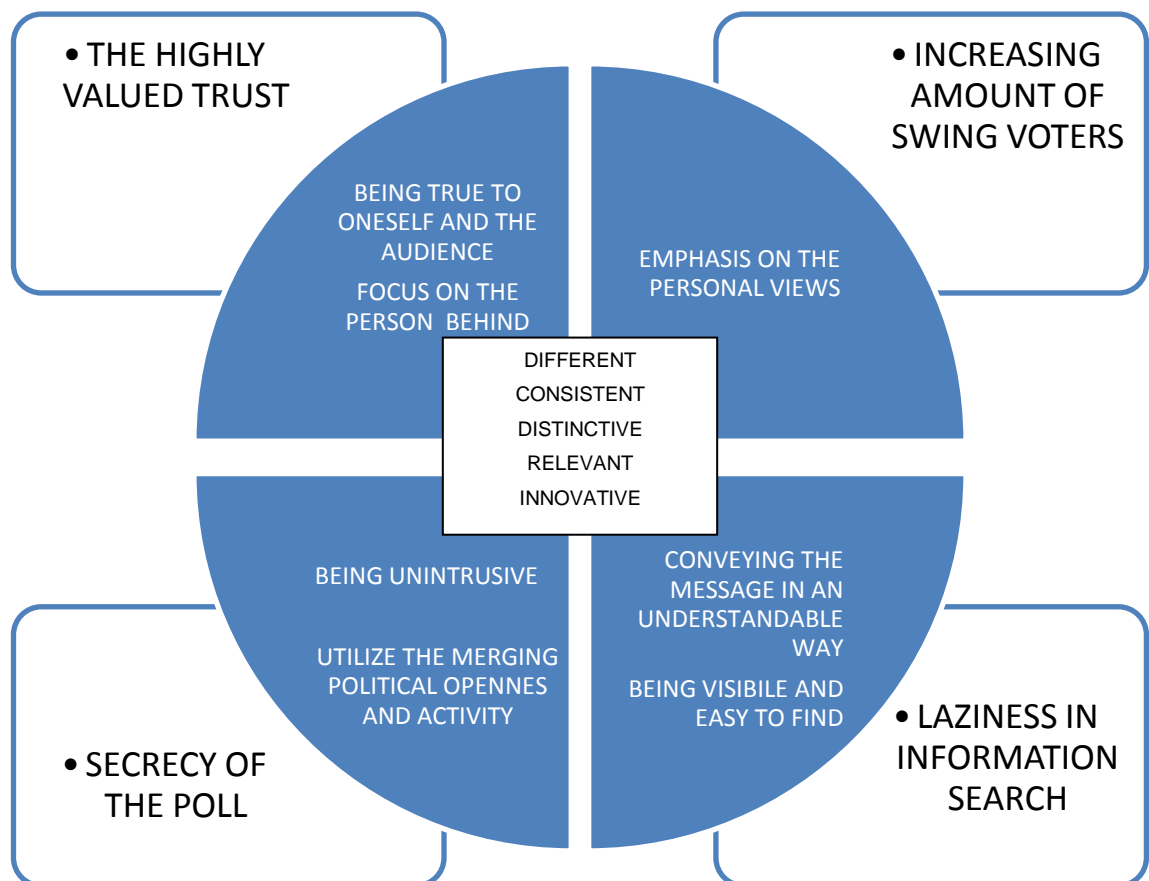 • THE HIGHLY
VALUED TRUST
• INCREASING
AMOUNT OF
SWING VOTERS
BEING TRUE TO
ONESELF AND THE
AUDIENCE
FOCUS ON THE
PERSON BEHIND
EMPHASIS ON THE
PERSONAL VIEWS
DIFFERENT
CONSISTENT
DISTINCTIVE
RELEVANT
INNOVATIVE
BEING UNINTRUSIVE
UTILIZE THE MERGING
POLITICAL OPENNES
AND ACTIVITY
CONVEYING THE
MESSAGE IN AN
UNDERSTANDABLE
WAY
BEING VISIBILE AND
EASY TO FIND
• SECRECY OF
THE POLL
• LAZINESS IN
INFORMATION
SEARCH